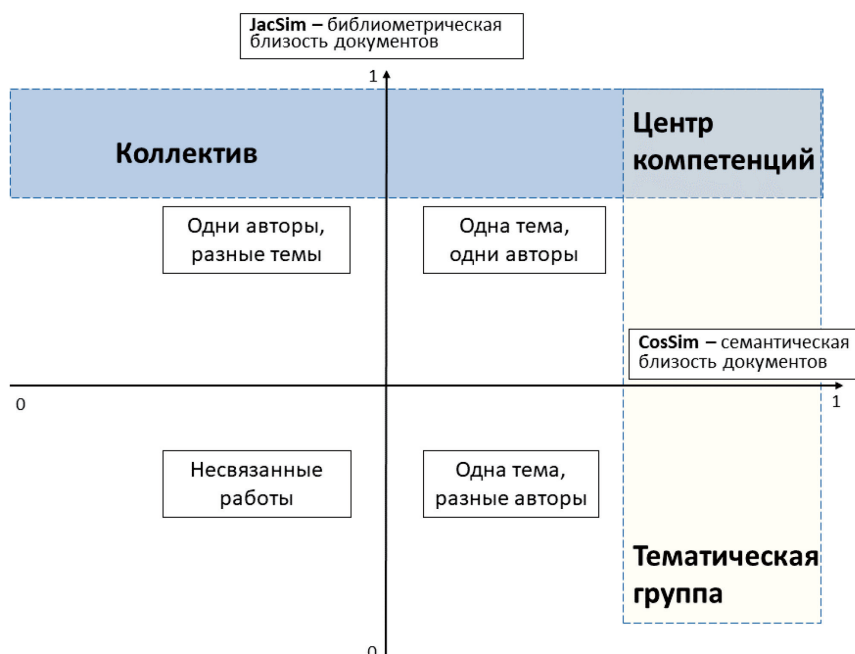 JacSim – библиометрическая
близость документов
1
Коллектив
Центр
компетенций
Одни авторы,
разные темы
Одна тема,
одни авторы
CosSim – семантическая
близость документов
0
1
Несвязанные
работы
Одна тема,
разные авторы
Тематическая
группа
0